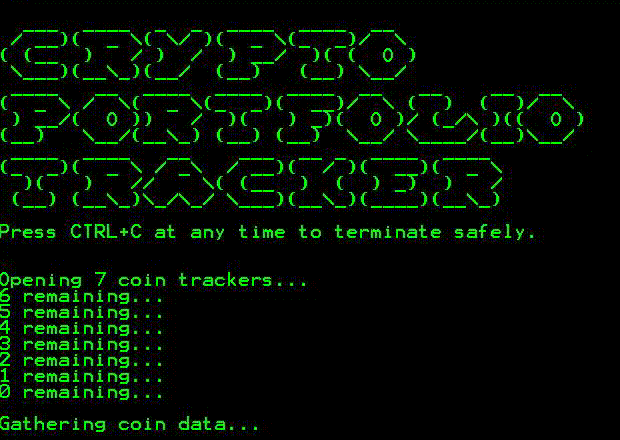 CRYPTO
PORTFOLIO
TRACKER
Press CTRL+C at any time to terminate safely.
Opening 7 coin trackers...
6 remaining...
5 remaining...
4 remaining...
3 remaining...
2 remaining...
1 remaining...
0 remaining...
Gathering coin data...